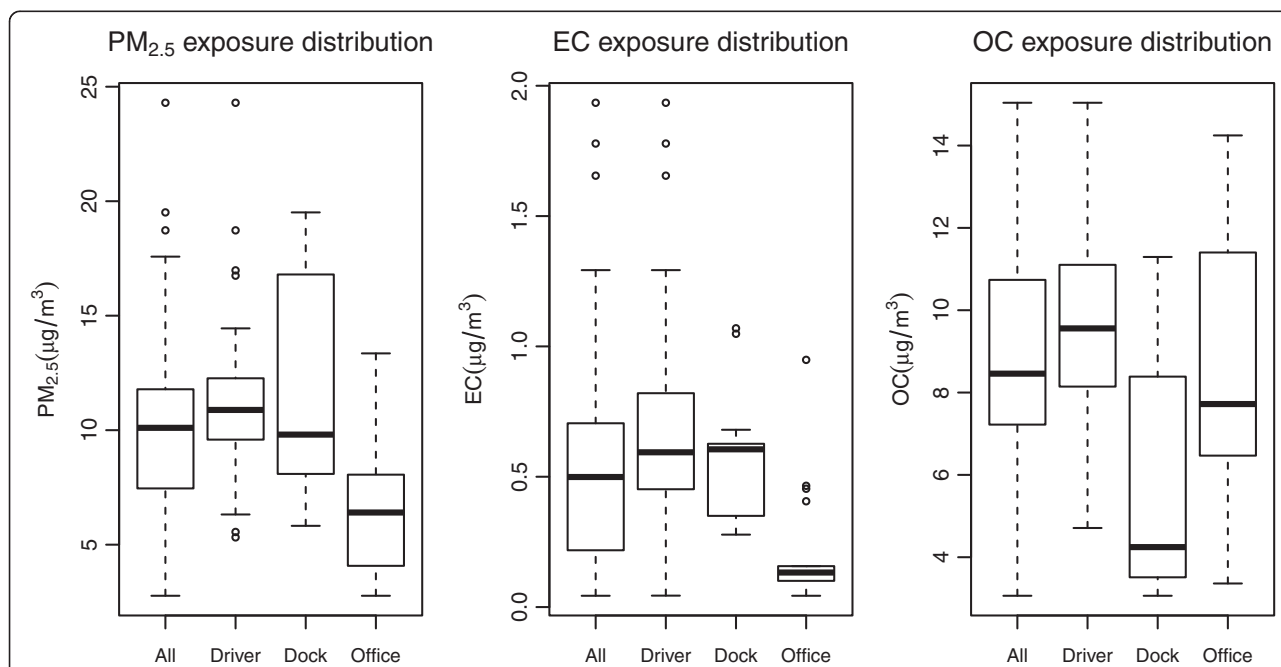 PM2.5 exposure distribution
PM2.5(μg/m3)
25
20
15
10
5
All Driver Dock Office
EC exposure distribution
EC(μg/m3)
2.0
1.5
1.0
0.5
0.0
All Driver Dock Office
OC exposure distribution
OC(μg/m3)
14
12
10
8
6
4
All Driver Dock Office